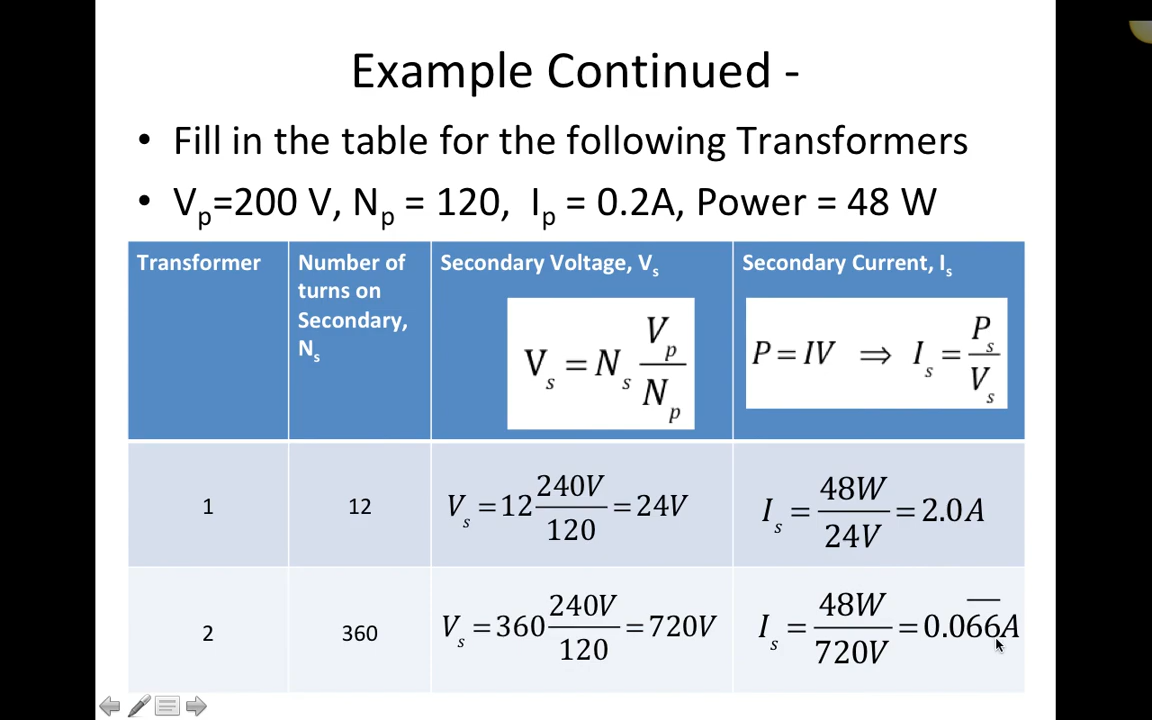 Example Continued -
• Fill in the table for the following Transformers
• Vₚ=200 V, Nₚ = 120, Iₚ = 0.2A, Power = 48 W
Transformer
Number of turns on Secondary, Nₛ
Secondary Voltage, Vₛ
Secondary Current, Iₛ
Vₛ = Nₛ Vₚ/Nₚ
P = IV ⇒ Iₛ = Pₛ/Vₛ
1
12
Vₛ = 12 240V/120 = 24V
Iₛ = 48W/24V = 2.0A
2
360
Vₛ = 360 240V/120 = 720V
Iₛ = 48W/720V = 0.06̅6̅A